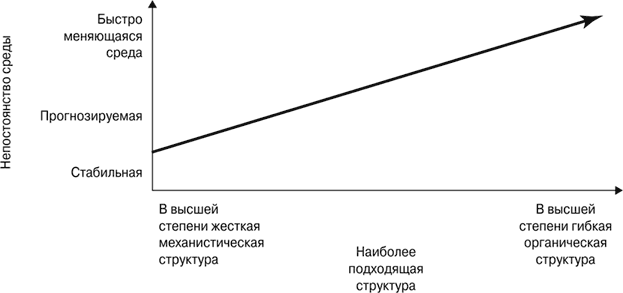 Непостоянство среды
Быстро
меняющаяся
среда
Прогнозируемая
Стабильная
В высшей
степени жесткая
механистическая
структура
Наиболее
подходящая
структура
В высшей
степени гибкая
органическая
структура